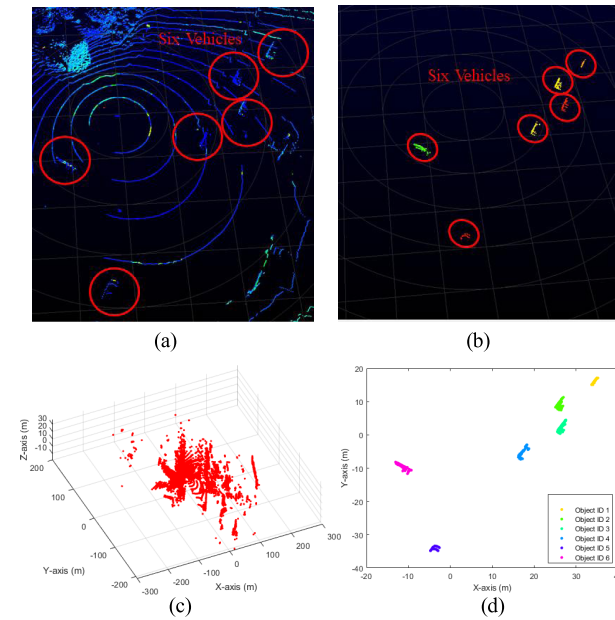 Six Vehicles
Six Vehicles
(a)
(b)
Z-axis (m)
30
20
10
0
-10
200
100
0
-100
-200
Y-axis (m)
-300
-200
-100
0
100
200
300
X-axis (m)
(c)
20
10
0
-10
-20
-30
-40
Y-axis (m)
-20
-10
0
10
20
30
X-axis (m)
Object ID 1
Object ID 2
Object ID 3
Object ID 4
Object ID 5
Object ID 6
(d)